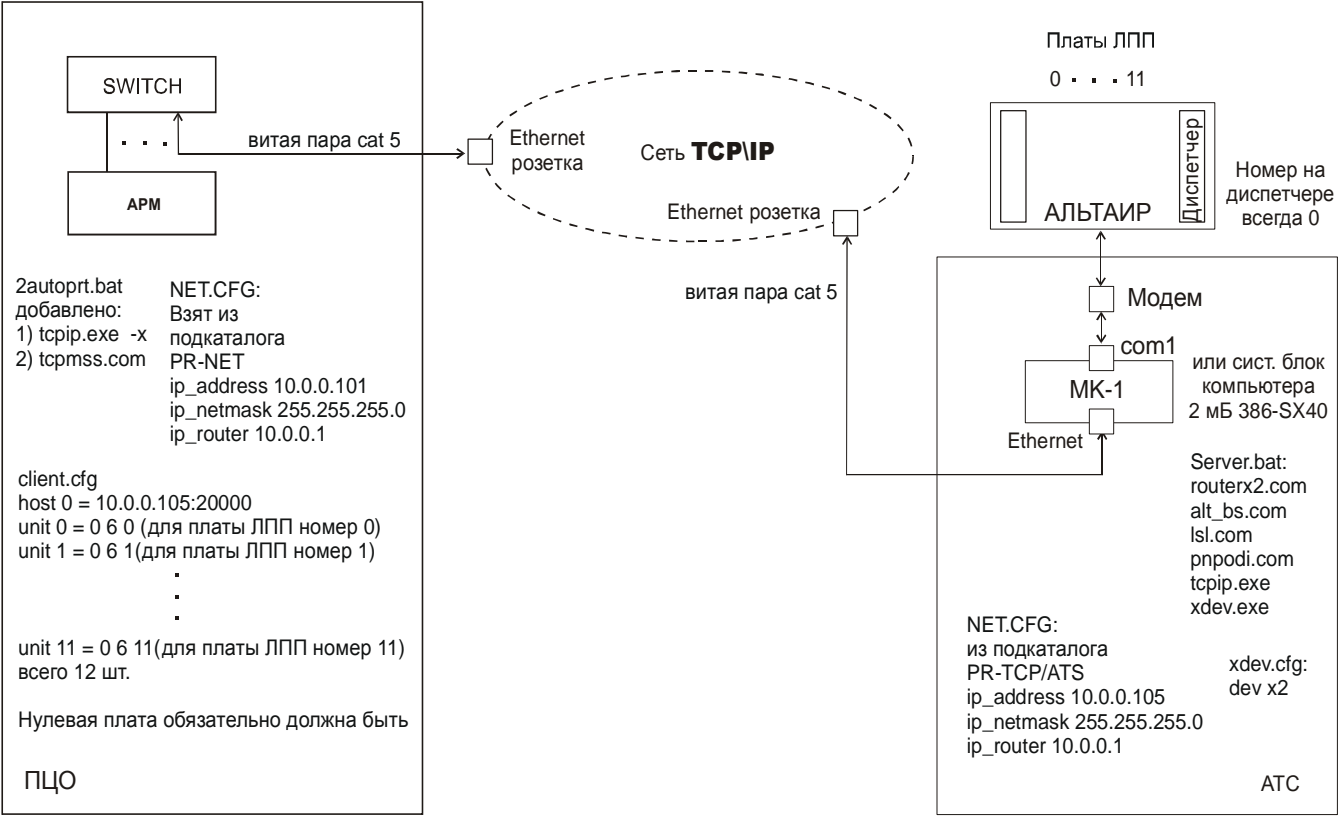 SWITCH
. . .
АРМ
витая пара cat 5
2autoprt.bat
добавлено:
1) tcpip.exe -x
2) tcpmss.com
NET.CFG:
Взят из
подкаталога
PR-NET
ip_address 10.0.0.101
ip_netmask 255.255.255.0
ip_router 10.0.0.1
client.cfg
host 0 = 10.0.0.105:20000
unit 0 = 0 6 0 (для платы ЛПП номер 0)
unit 1 = 0 6 1(для платы ЛПП номер 1)
.
.
.
unit 11 = 0 6 11(для платы ЛПП номер 11)
всего 12 шт.
Нулевая плата обязательно должна быть
ПЦО
Ethernet
розетка
Сеть TCP\IP
Ethernet розетка
витая пара cat 5
Платы ЛПП
0 . . . 11
Диспетчер
АЛЬТАИР
Номер на
диспетчере
всегда 0
Модем
com1
МК-1
Ethernet
или сист. блок
компьютера
2 мБ 386-SX40
Server.bat:
routerx2.com
alt_bs.com
lsl.com
pnpodi.com
tcpip.exe
xdev.exe
NET.CFG:
из подкаталога
PR-TCP/ATS
ip_address 10.0.0.105
ip_netmask 255.255.255.0
ip_router 10.0.0.1
xdev.cfg:
dev x2
АТС